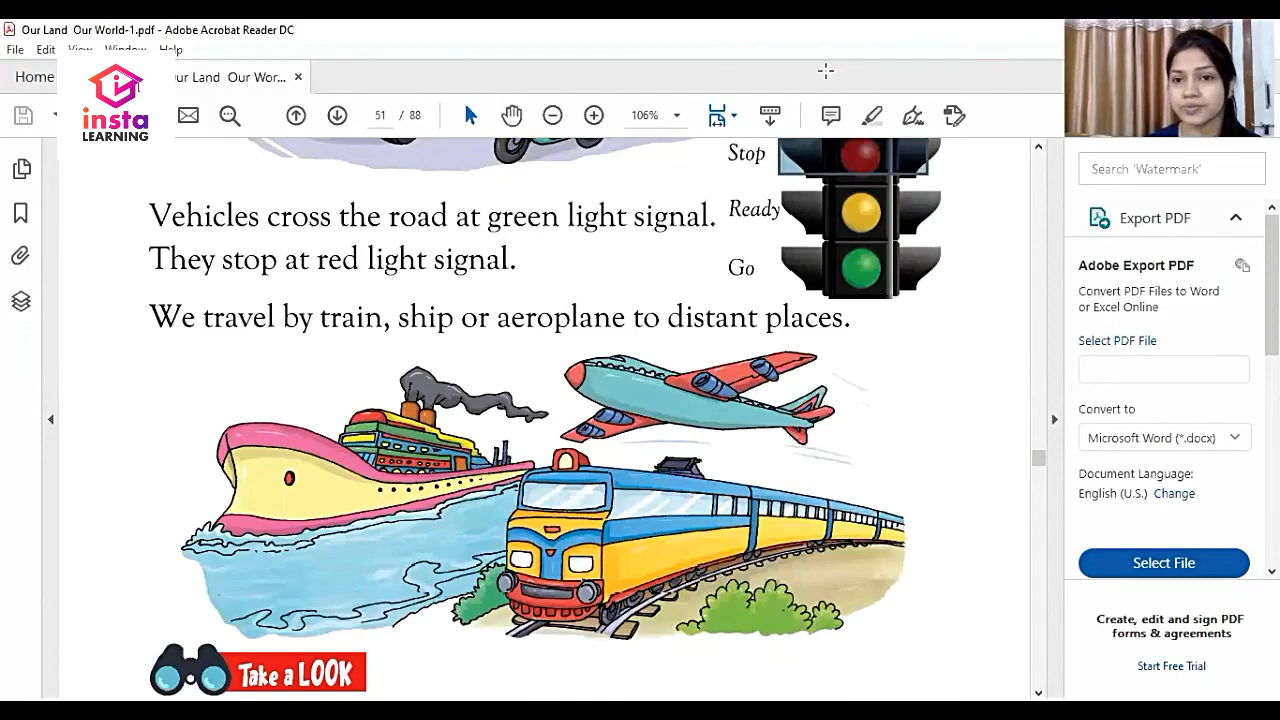 Our Land Our World-1.pdf - Adobe Acrobat Reader DC
File Edit View Window Help
Home
ur Land Our Wor... ×
insta
LEARNING
51 / 88
106%
Stop
Vehicles cross the road at green light signal.
Ready
They stop at red light signal.
Go
We travel by train, ship or aeroplane to distant places.
Take a LOOK
Search 'Watermark'
Export PDF
Adobe Export PDF
Convert PDF Files to Word
or Excel Online
Select PDF File
Convert to
Microsoft Word (*.docx)
Document Language:
English (U.S.) Change
Select File
Create, edit and sign PDF
forms & agreements
Start Free Trial